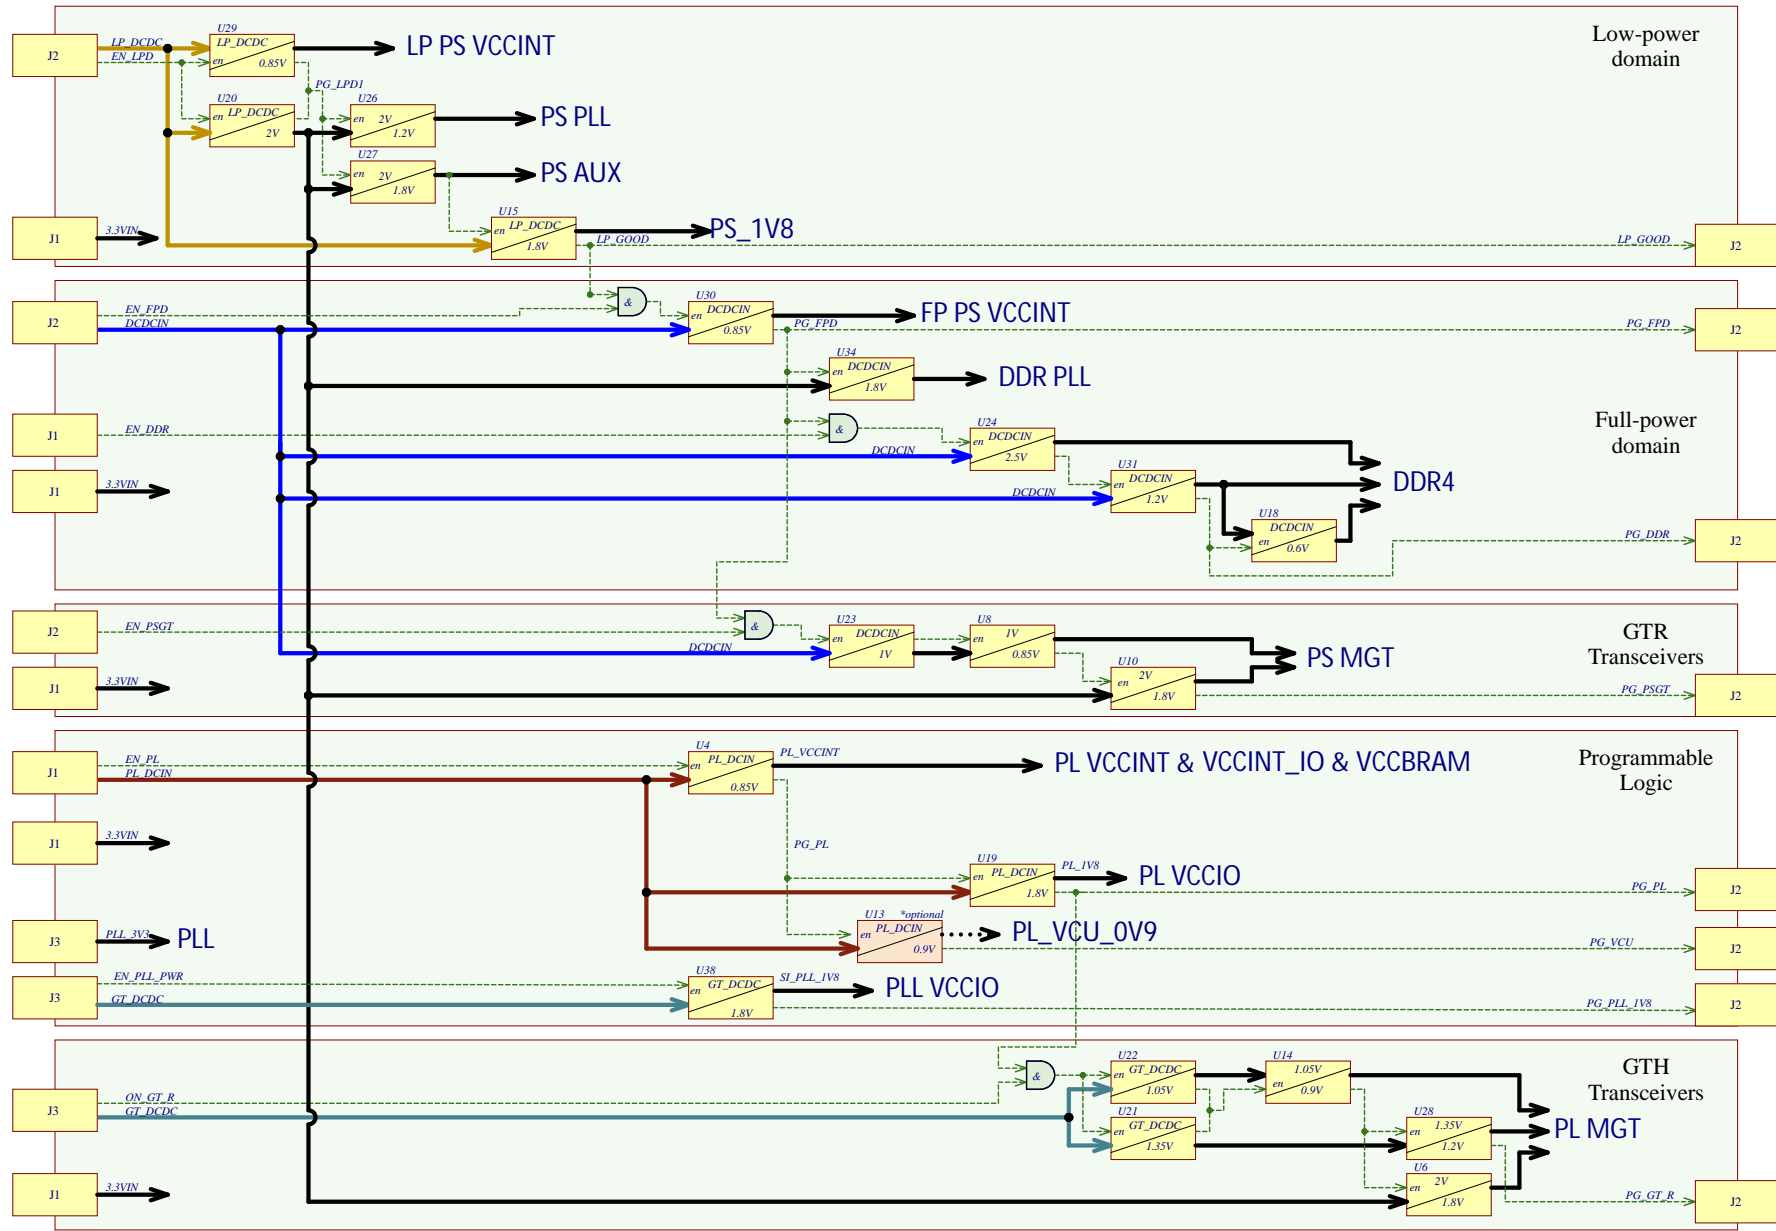 Low-power
domain
J2
LP_DCDC
EN_LPD
U29
LP_DCDC
en
0.85V
LP PS VCCINT
PG_LPD1
U20
en
LP_DCDC
2V
U26
en
2V
1.2V
PS PLL
U27
en
2V
1.8V
PS AUX
U15
en
LP_DCDC
1.8V
PS_1V8
LP_GOOD
LP_GOOD
J2
J1
3.3VIN
Full-power
domain
J2
EN_FPD
DCDCIN
&
U30
DCDCIN
en
0.85V
FP PS VCCINT
PG_FPD
PG_FPD
J2
U34
en
DCDCIN
1.8V
DDR PLL
J1
EN_DDR
&
U24
en
DCDCIN
2.5V
DCDCIN
J1
3.3VIN
U31
en
DCDCIN
1.2V
DCDCIN
DDR4
U18
DCDCIN
en
0.6V
PG_DDR
J2
GTR
Transceivers
J2
EN_PSGT
&
U23
en
DCDCIN
1V
DCDCIN
U8
en
1V
0.85V
PS MGT
U10
en
2V
1.8V
PG_PSGT
J2
J1
3.3VIN
Programmable
Logic
J1
EN_PL
PL_DCIN
U4
en
PL_DCIN
0.85V
PL_VCCINT
PL VCCINT & VCCINT_IO & VCCBRAM
J1
3.3VIN
PG_PL
U19
en
PL_DCIN
1.8V
PL_1V8
PL VCCIO
PG_PL
J2
U13
*optional
en
PL_DCIN
0.9V
PL_VCU_0V9
PG_VCU
J2
J3
PLL_3V3
PLL
J3
EN_PLL_PWR
GT_DCDC
U38
en
GT_DCDC
1.8V
SI_PLL_1V8
PLL VCCIO
PG_PLL_1V8
J2
GTH
Transceivers
J3
ON_GT_R
GT_DCDC
&
U22
en
GT_DCDC
1.05V
U14
1.05V
en
0.9V
U21
en
GT_DCDC
1.35V
U28
en
1.35V
1.2V
PL MGT
U6
en
2V
1.8V
PG_GT_R
J2
J1
3.3VIN